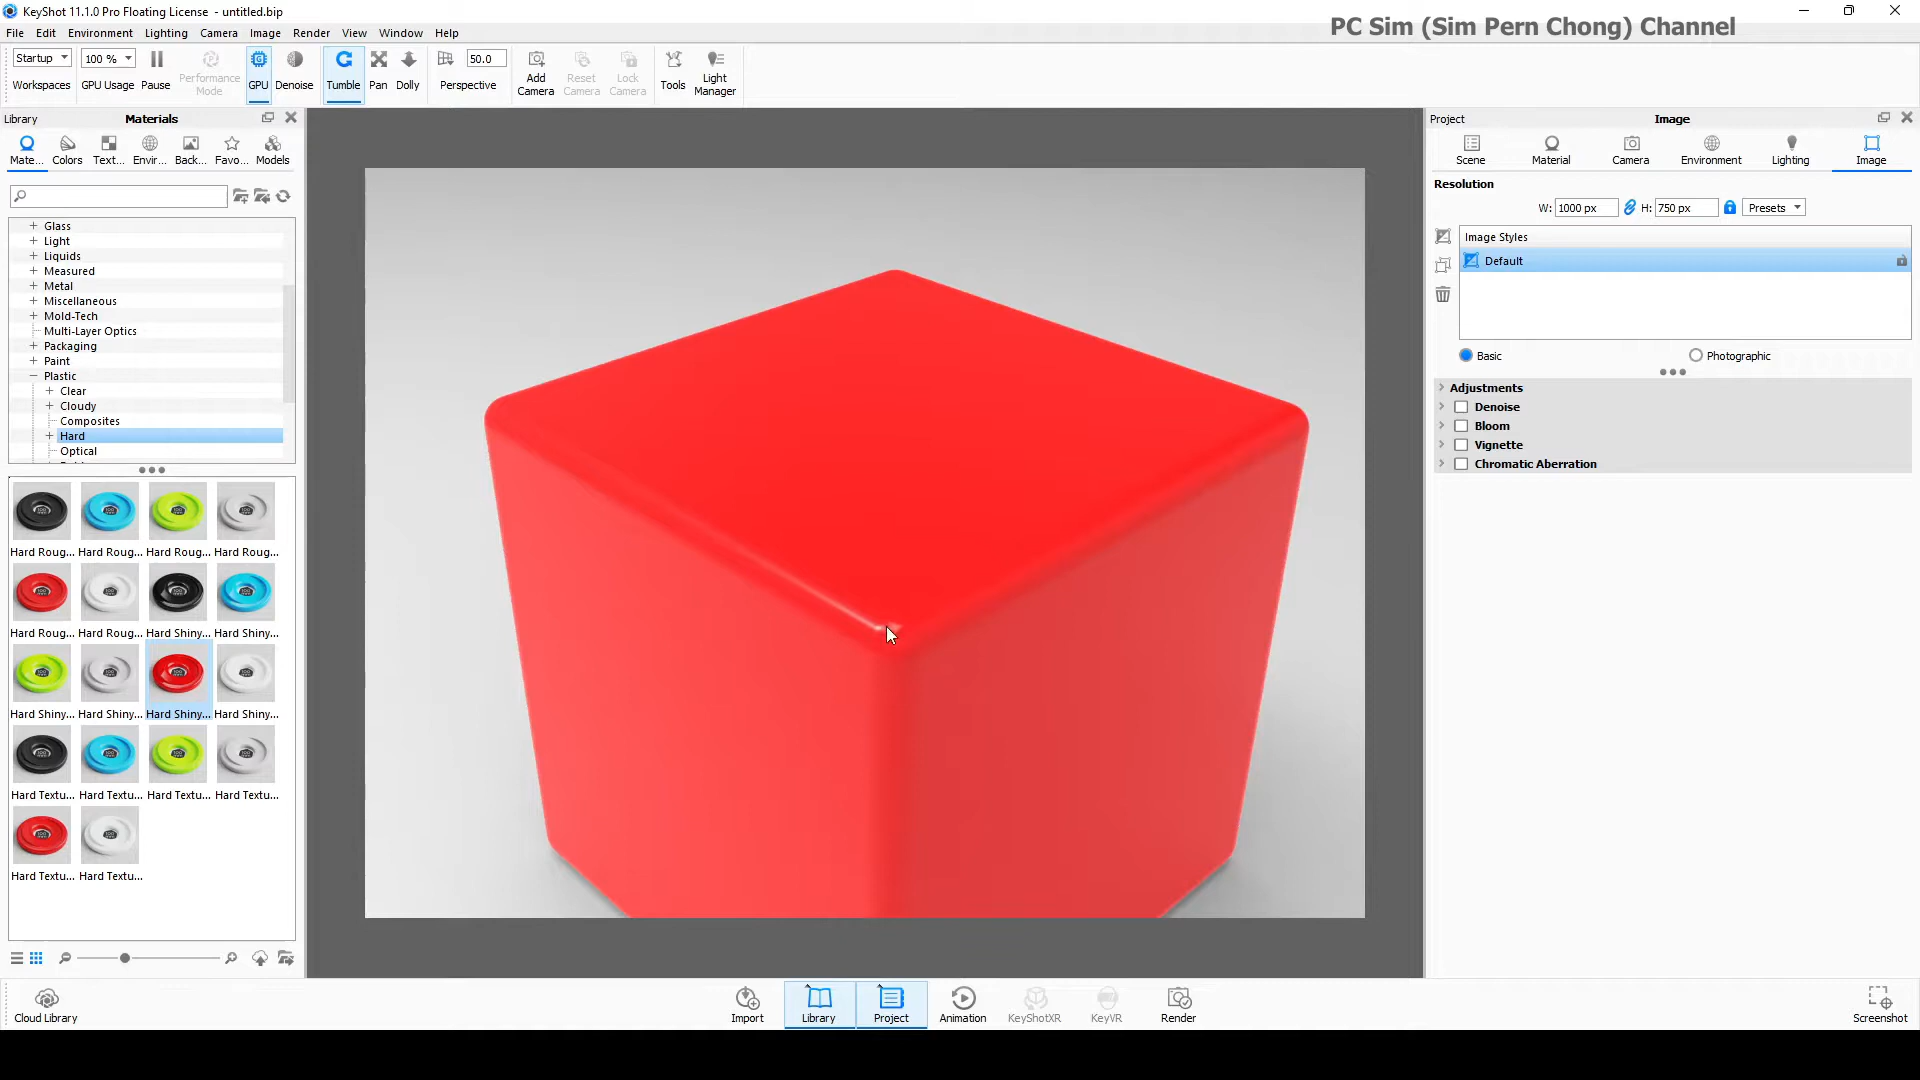 KeyShot 11.1.0 Pro Floating License - untitled.bip
PC Sim (Sim Pern Chong) Channel
File Edit Environment Lighting Camera Image Render View Window Help
Startup 100 % 50.0
Workspaces GPU Usage Pause Performance Mode GPU Denoise Tumble Pan Dolly Perspective Add Camera Reset Camera Lock Camera Tools Light Manager
Library Materials
Mate... Colors Text... Envir... Back... Favo... Models
Glass
Light
Liquids
Measured
Metal
Miscellaneous
Mold-Tech
Multi-Layer Optics
Packaging
Paint
Plastic
Clear
Cloudy
Composites
Hard
Optical
Hard Roug... Hard Roug... Hard Roug... Hard Roug...
Hard Roug... Hard Roug... Hard Shiny... Hard Shiny...
Hard Shiny... Hard Shiny... Hard Shiny... Hard Shiny...
Hard Textu... Hard Textu... Hard Textu... Hard Textu...
Hard Textu... Hard Textu...
Project Image
Scene Material Camera Environment Lighting Image
Resolution
W: 1000 px H: 750 px Presets
Image Styles
Default
Basic Photographic
Adjustments
Denoise
Bloom
Vignette
Chromatic Aberration
Cloud Library Import Library Project Animation KeyShotXR KeyVR Render Screenshot